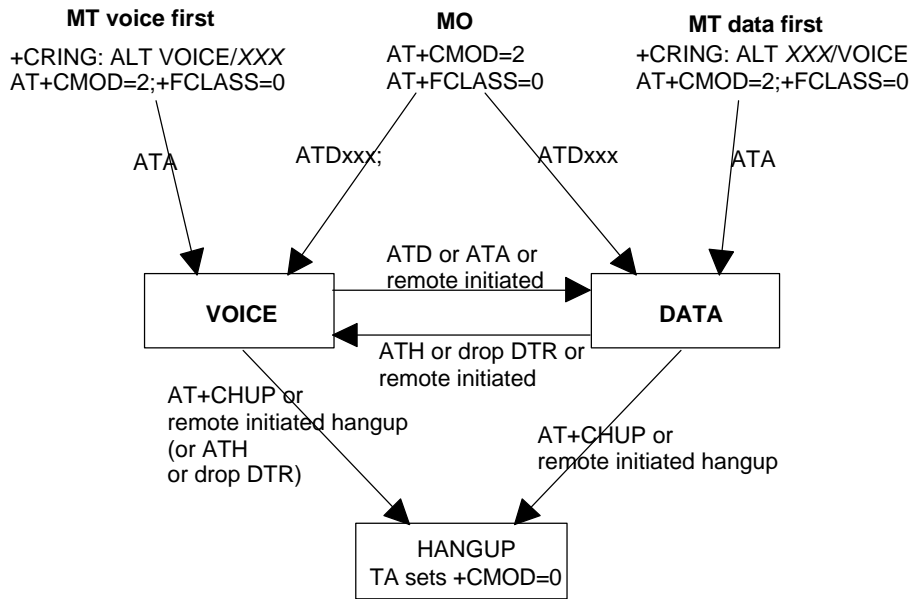 MT voice first
+CRING: ALT VOICE/XXX
AT+CMOD=2;+FCLASS=0
MO
AT+CMOD=2
AT+FCLASS=0
MT data first
+CRING: ALT XXX/VOICE
AT+CMOD=2;+FCLASS=0
ATA
ATDxxx;
ATDxxx
ATA
ATD or ATA or
remote initiated
VOICE
DATA
ATH or drop DTR or
remote initiated
AT+CHUP or
remote initiated hangup
(or ATH
or drop DTR)
AT+CHUP or
remote initiated hangup
HANGUP
TA sets +CMOD=0